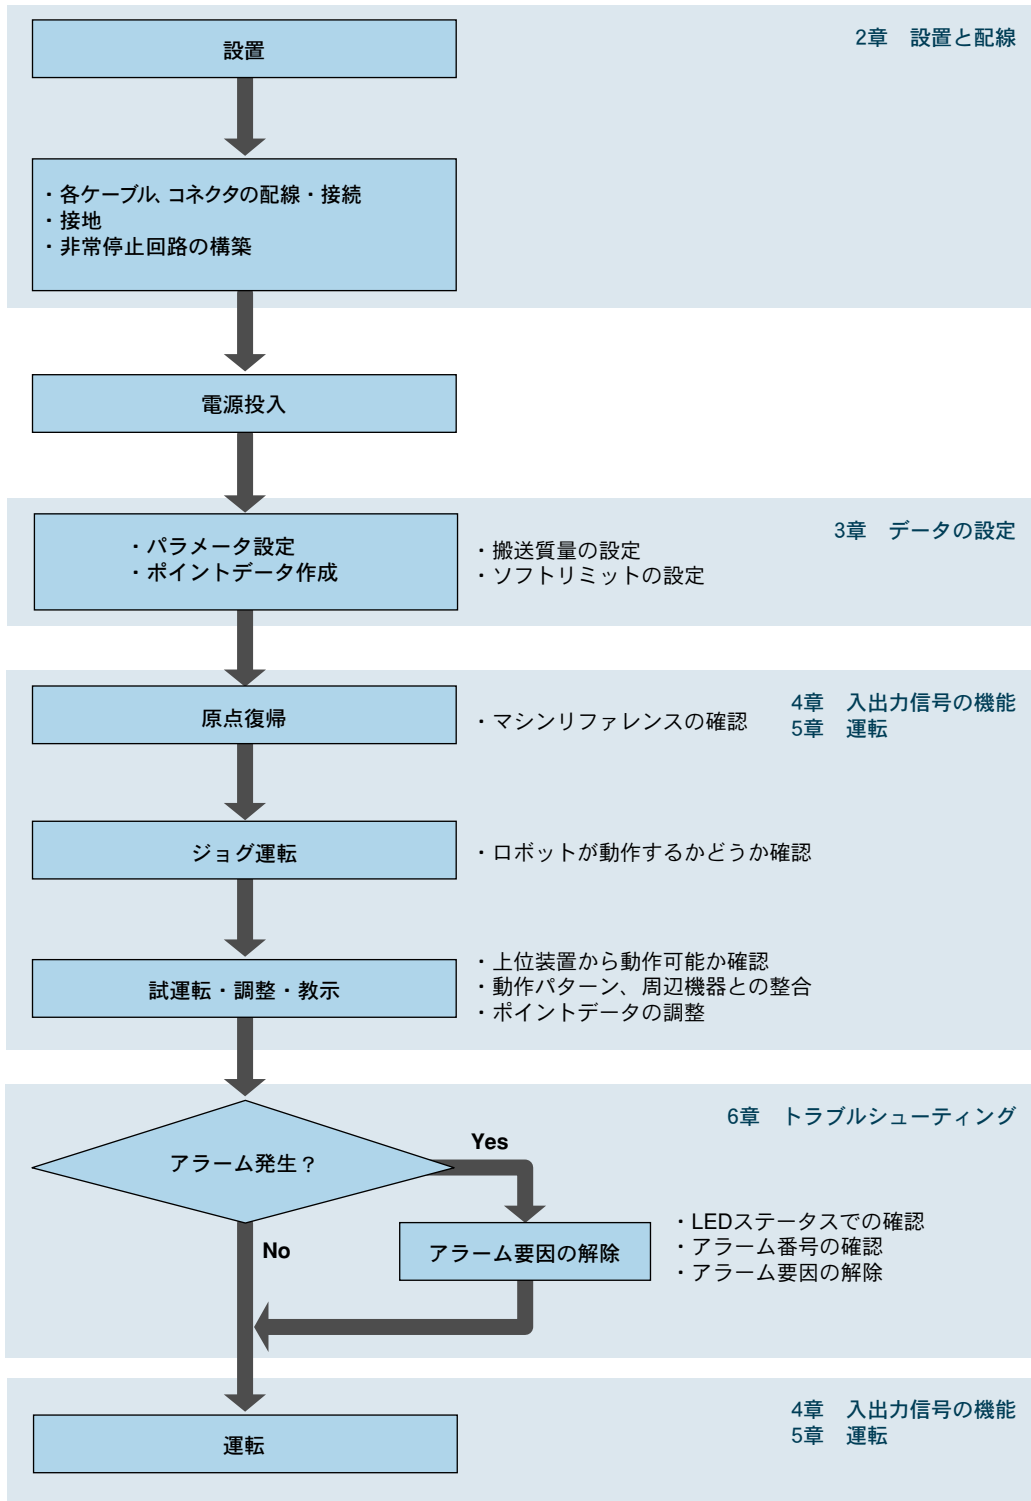 設置
2章　設置と配線
・各ケーブル、コネクタの配線・接続
・接地
・非常停止回路の構築
電源投入
3章　データの設定
・パラメータ設定
・ポイントデータ作成
・搬送質量の設定
・ソフトリミットの設定
4章　入出力信号の機能
5章　運転
原点復帰
・マシンリファレンスの確認
ジョグ運転
・ロボットが動作するかどうか確認
試運転・調整・教示
・上位装置から動作可能か確認
・動作パターン、周辺機器との整合
・ポイントデータの調整
6章　トラブルシューティング
アラーム発生？
Yes
No
アラーム要因の解除
・LEDステータスでの確認
・アラーム番号の確認
・アラーム要因の解除
4章　入出力信号の機能
5章　運転
運転